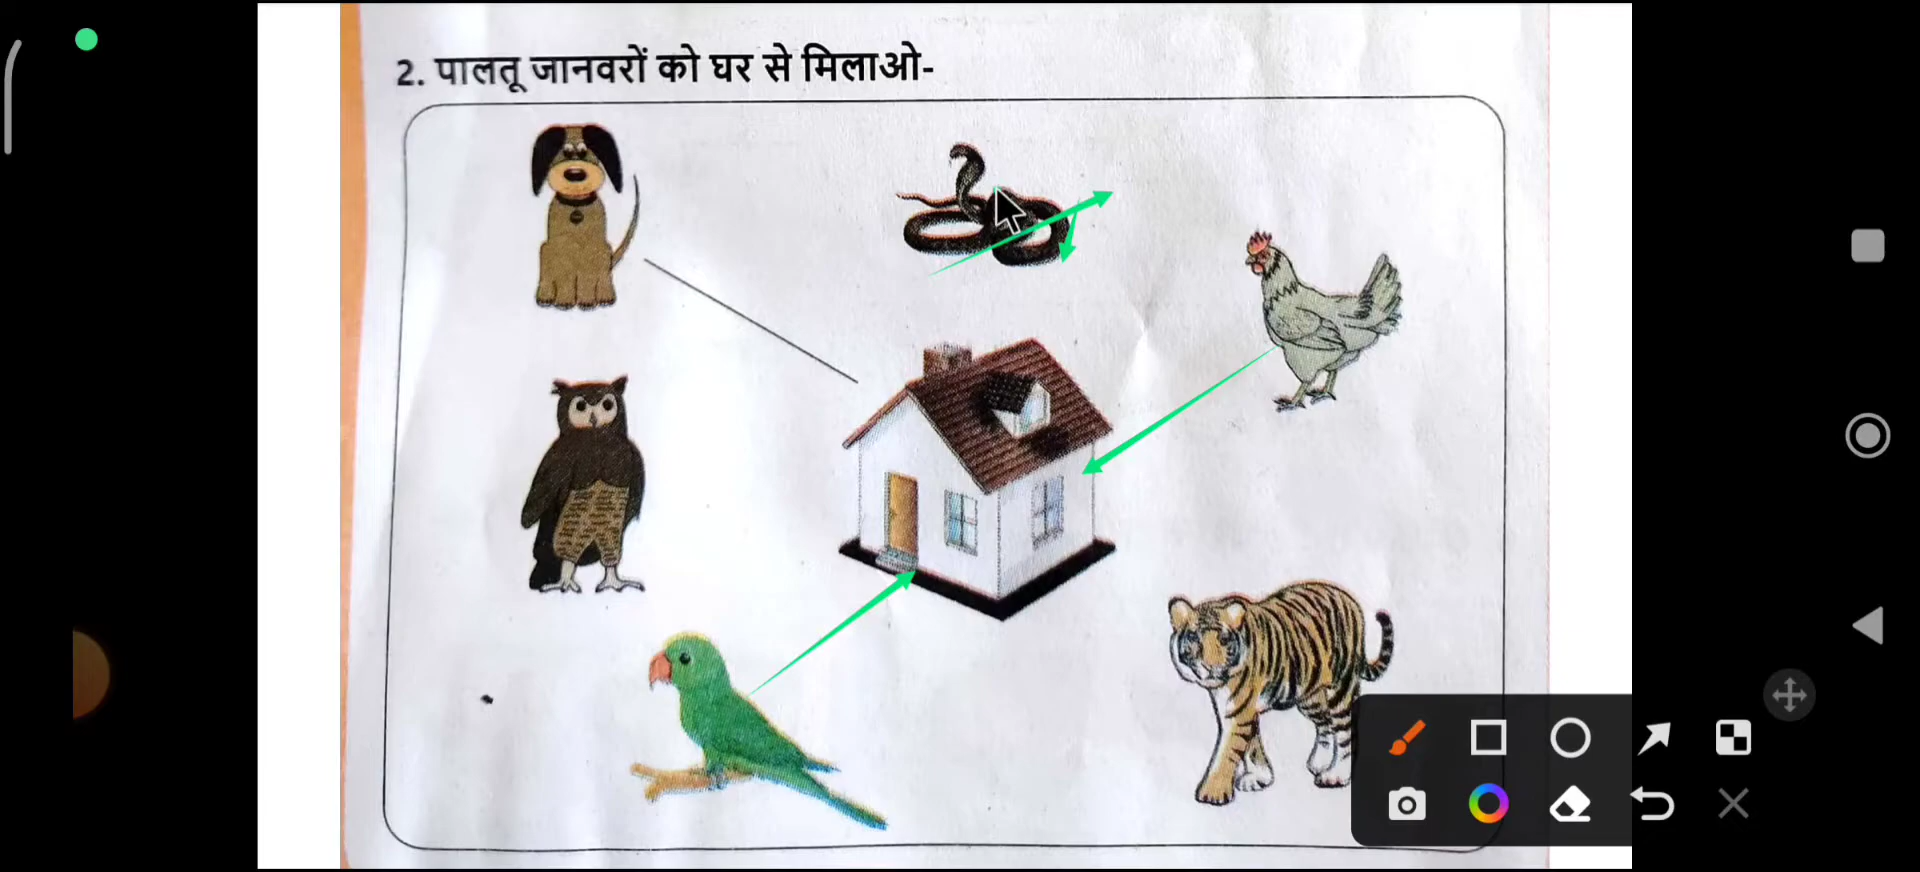 2. पालतू जानवरों को घर से मिलाओ-